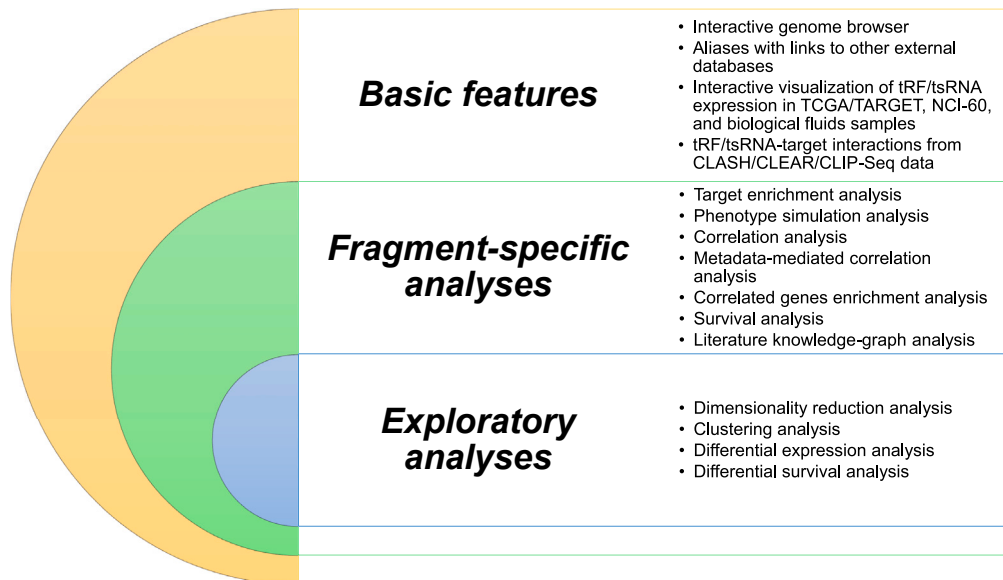 Basic features
• Interactive genome browser
• Aliases with links to other external
databases
• Interactive visualization of tRF/tsRNA
expression in TCGA/TARGET, NCI-60,
and biological fluids samples
• tRF/tsRNA-target interactions from
CLASH/CLEAR/CLIP-Seq data
Fragment-specific
analyses
• Target enrichment analysis
• Phenotype simulation analysis
• Correlation analysis
• Metadata-mediated correlation
analysis
• Correlated genes enrichment analysis
• Survival analysis
• Literature knowledge-graph analysis
Exploratory
analyses
• Dimensionality reduction analysis
• Clustering analysis
• Differential expression analysis
• Differential survival analysis